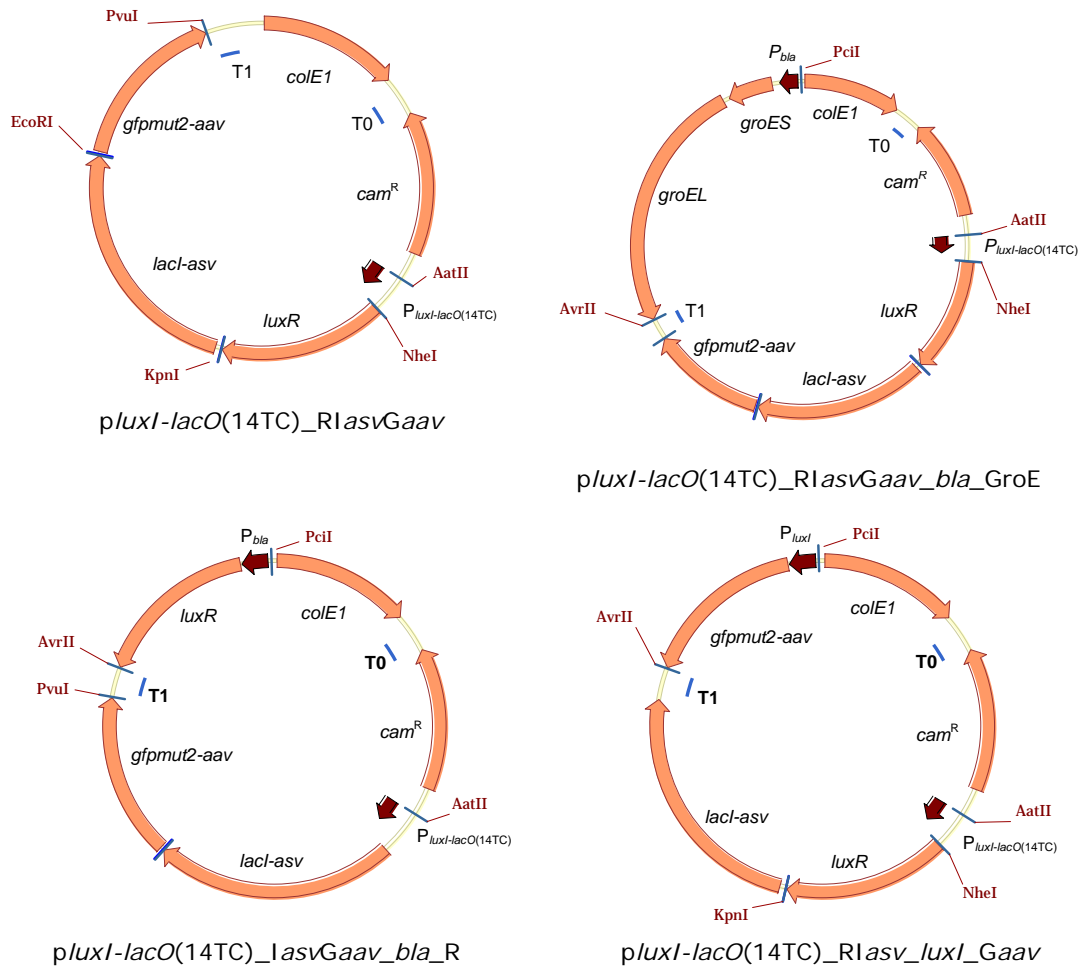 PvuI
T1
colE1
T0
EcoRI
gfpmut2-aav
camR
lacI-asv
AatII
PluxI-lacO(14TC)
luxR
NheI
KpnI
pluxI-lacO(14TC)_RIasvGaav
Pbla
PciI
groES
colE1
T0
camR
groEL
AatII
PluxI-lacO(14TC)
NheI
AvrII
T1
luxR
gfpmut2-aav
lacI-asv
pluxI-lacO(14TC)_RIasvGaav_bla_GroE
Pbla
PciI
luxR
colE1
AvrII
T0
PvuI
T1
camR
gfpmut2-aav
AatII
PluxI-lacO(14TC)
lacI-asv
pluxI-lacO(14TC)_IasvGaav_bla_R
PluxI
PciI
colE1
gfpmut2-aav
AvrII
T0
T1
camR
lacI-asv
AatII
PluxI-lacO(14TC)
luxR
NheI
KpnI
pluxI-lacO(14TC)_RIasv_luxI_Gaav